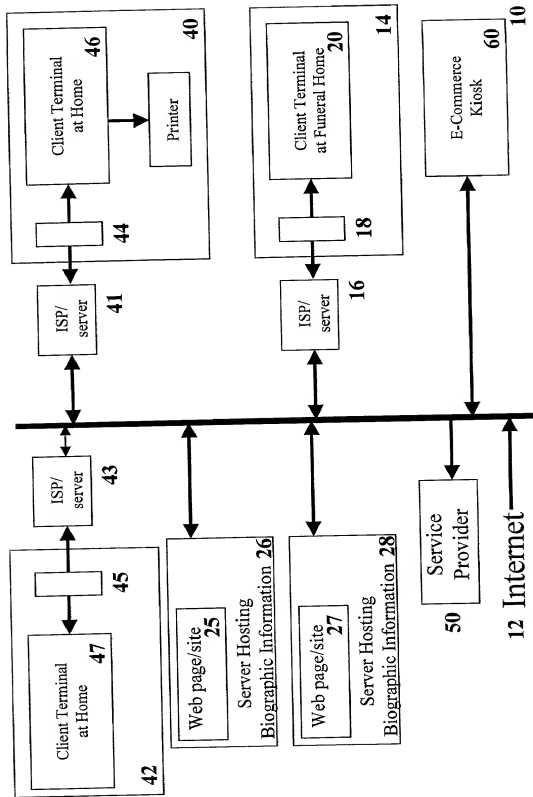 Client Terminal
at Home
47
45
42
ISP/
server
43
Web page/site
25
Server Hosting
Biographic Information
26
Web page/site
27
Server Hosting
Biographic Information
28
Service
Provider
50
12 Internet
ISP/
server
41
44
Client Terminal
at Home
46
Printer
40
ISP/
server
16
18
Client Terminal
at Funeral Home
20
14
E-Commerce
Kiosk
60
10